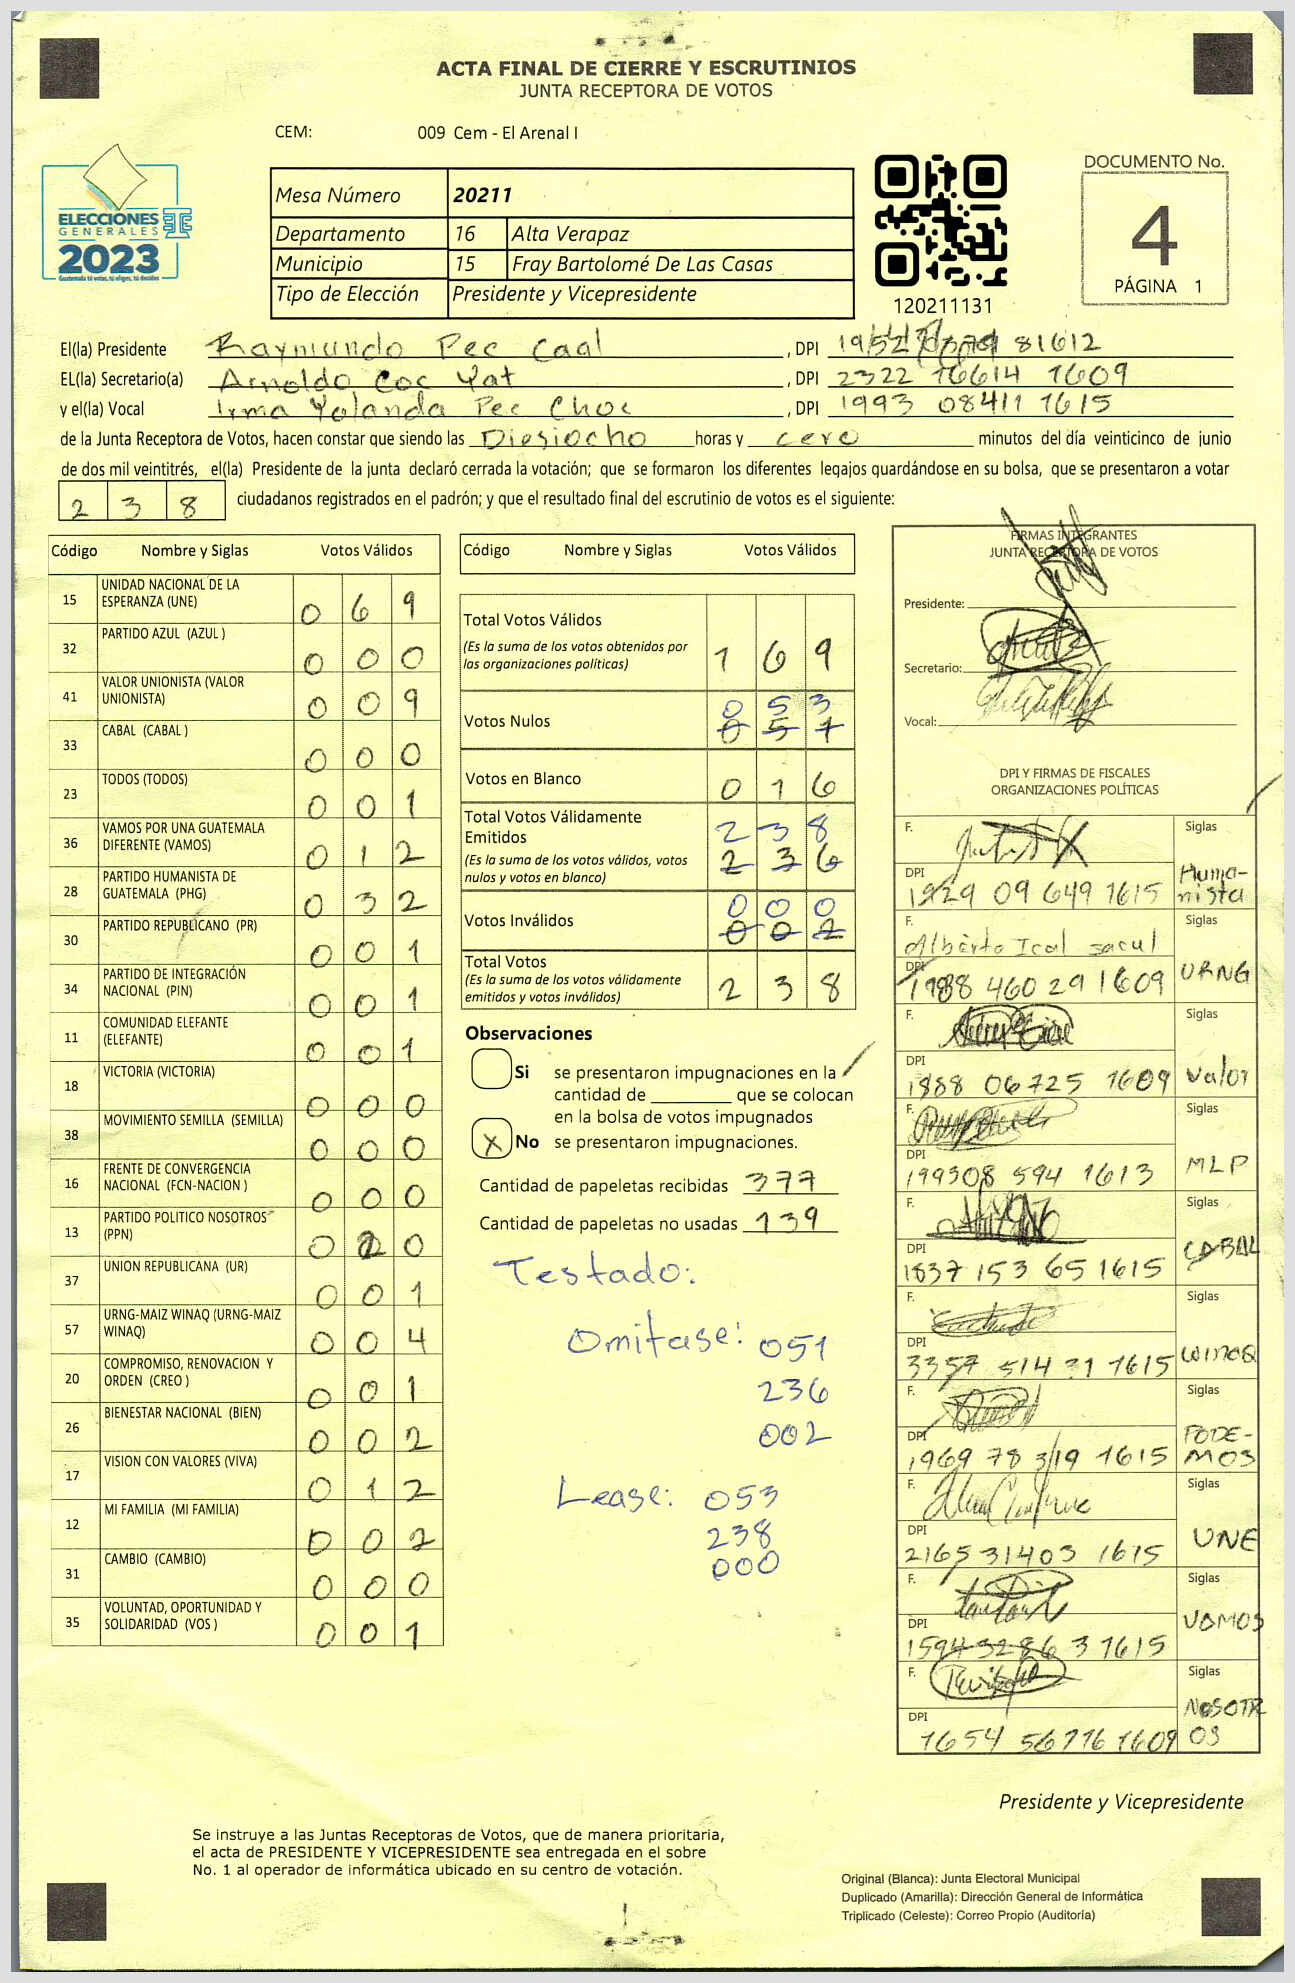 ACTA FINAL DE CIERRE Y ESCRUTINIOS
JUNTA RECEPTORA DE VOTOS
CEM: 009 Cem - El Arenal I
ELECCIONES
GENERALES
2023
Guatemala tú votas, tú eliges, tú decides
Mesa Número 20211
Departamento 16 Alta Verapaz
Municipio 15 Fray Bartolomé De Las Casas
Tipo de Elección Presidente y Vicepresidente
120211131
DOCUMENTO No.
4
PÁGINA 1
El(la) Presidente Raymundo Pec Caal , DPI 81612
EL(la) Secretario(a) Arnoldo Coc Yat , DPI 2322 16614 1609
y el(la) Vocal Irma Yolanda Pec Choc , DPI 1993 08411 1615
de la Junta Receptora de Votos, hacen constar que siendo las Diesiocho horas y cero minutos del día veinticinco de junio
de dos mil veintitrés, el(la) Presidente de la junta declaró cerrada la votación; que se formaron los diferentes legajos guardándose en su bolsa, que se presentaron a votar
2 3 8 ciudadanos registrados en el padrón; y que el resultado final del escrutinio de votos es el siguiente:
Código Nombre y Siglas Votos Válidos
15 UNIDAD NACIONAL DE LA ESPERANZA (UNE) 0 6 9
32 PARTIDO AZUL (AZUL ) 0 0 0
41 VALOR UNIONISTA (VALOR UNIONISTA) 0 0 9
33 CABAL (CABAL ) 0 0 0
23 TODOS (TODOS) 0 0 1
36 VAMOS POR UNA GUATEMALA DIFERENTE (VAMOS) 0 1 2
28 PARTIDO HUMANISTA DE GUATEMALA (PHG) 0 3 2
30 PARTIDO REPUBLICANO (PR) 0 0 1
34 PARTIDO DE INTEGRACIÓN NACIONAL (PIN) 0 0 1
11 COMUNIDAD ELEFANTE (ELEFANTE) 0 0 1
18 VICTORIA (VICTORIA) 0 0 0
38 MOVIMIENTO SEMILLA (SEMILLA) 0 0 0
16 FRENTE DE CONVERGENCIA NACIONAL (FCN-NACION ) 0 0 0
13 PARTIDO POLITICO NOSOTROS (PPN) 0 2 0
37 UNION REPUBLICANA (UR) 0 0 1
57 URNG-MAIZ WINAQ (URNG-MAIZ WINAQ) 0 0 4
20 COMPROMISO, RENOVACION Y ORDEN (CREO ) 0 0 1
26 BIENESTAR NACIONAL (BIEN) 0 0 2
17 VISION CON VALORES (VIVA) 0 1 2
12 MI FAMILIA (MI FAMILIA) 0 0 2
31 CAMBIO (CAMBIO) 0 0 0
35 VOLUNTAD, OPORTUNIDAD Y SOLIDARIDAD (VOS ) 0 0 1
Código Nombre y Siglas Votos Válidos
Total Votos Válidos
(Es la suma de los votos obtenidos por
las organizaciones políticas)
1 6 9
Votos Nulos
0 5 3
0 5 1
Votos en Blanco 0 1 6
Total Votos Válidamente
Emitidos
(Es la suma de los votos válidos, votos
nulos y votos en blanco)
2 3 8
2 3 6
Votos Inválidos
0 0 0
0 0 2
Total Votos
(Es la suma de los votos válidamente
emitidos y votos inválidos)
2 3 8
Observaciones
Si se presentaron impugnaciones en la
cantidad de ________ que se colocan
en la bolsa de votos impugnados
X No se presentaron impugnaciones.
Cantidad de papeletas recibidas 377
Cantidad de papeletas no usadas 139
Testado:
Omitase: 051
236
002
Lease: 053
238
000
FIRMAS INTEGRANTES
JUNTA RECEPTORA DE VOTOS
Presidente:
Secretario:
Vocal:
DPI Y FIRMAS DE FISCALES
ORGANIZACIONES POLÍTICAS
F. Siglas
DPI 1929 09 649 1615 Huma-
nista
F. Alberto Ical sacul Siglas
DPI 1988 460 29 1609 URNG
F. Siglas
DPI 1888 06725 1609 Valor
F. Siglas
DPI 199308 594 1613 MLP
F. Siglas
DPI 1837 153 65 1615 CABAL
F. Siglas
DPI 3357 514 31 1615 WINAQ
F. Siglas
DPI 1969 78 319 1615 PODE-
MOS
F. Siglas
DPI 2165 31403 1615 UNE
F. Siglas
DPI 1594 3286 3 1615 VAMOS
F. Siglas
DPI 1654 56716 1609 NOSOTR
OS
Presidente y Vicepresidente
Se instruye a las Juntas Receptoras de Votos, que de manera prioritaria,
el acta de PRESIDENTE Y VICEPRESIDENTE sea entregada en el sobre
No. 1 al operador de informática ubicado en su centro de votación.
Original (Blanca): Junta Electoral Municipal
Duplicado (Amarilla): Dirección General de Informática
Triplicado (Celeste): Correo Propio (Auditoría)